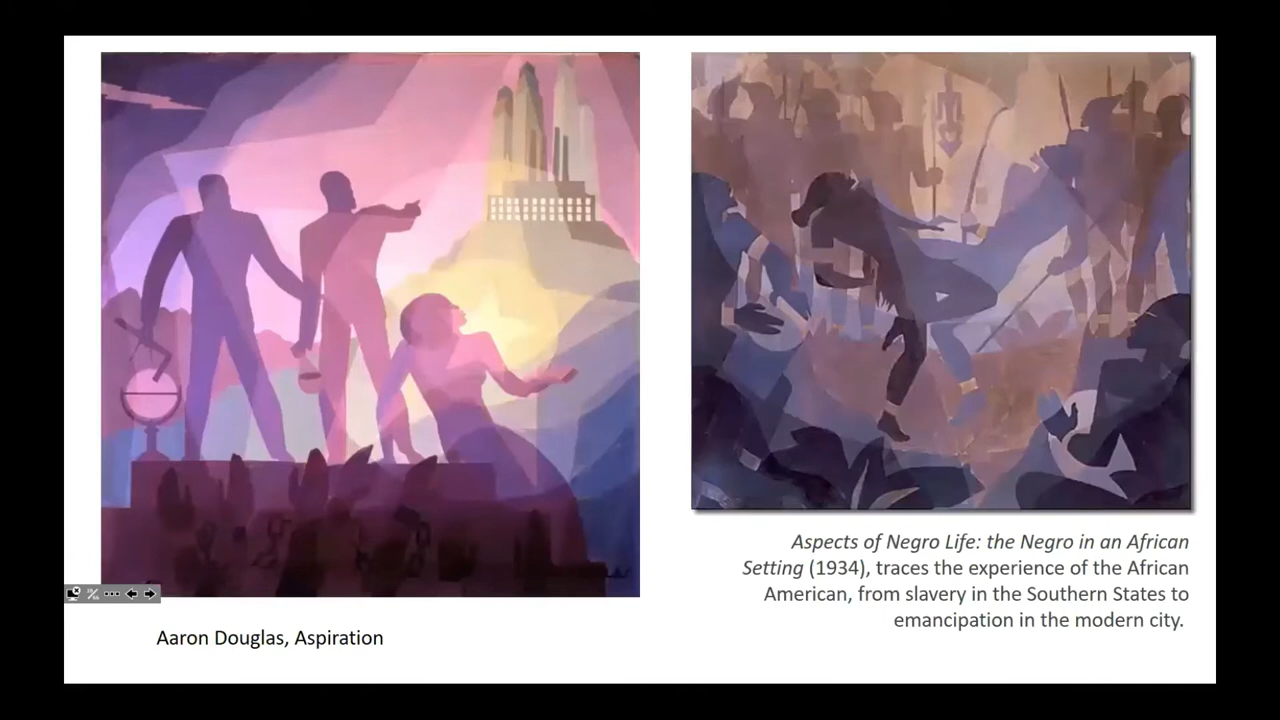 Aspects of Negro Life: the Negro in an African
Setting (1934), traces the experience of the African
American, from slavery in the Southern States to
emancipation in the modern city.
Aaron Douglas, Aspiration